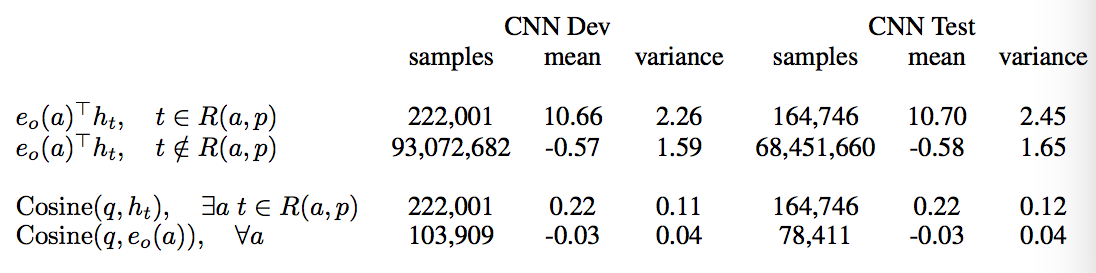 CNN Dev CNN Test
samples mean variance samples mean variance
eₒ(a)⊤hₜ, t ∈ R(a, p) 222,001 10.66 2.26 164,746 10.70 2.45
eₒ(a)⊤hₜ, t ∉ R(a, p) 93,072,682 -0.57 1.59 68,451,660 -0.58 1.65
Cosine(q, hₜ), ∃a t ∈ R(a, p) 222,001 0.22 0.11 164,746 0.22 0.12
Cosine(q, eₒ(a)), ∀a 103,909 -0.03 0.04 78,411 -0.03 0.04